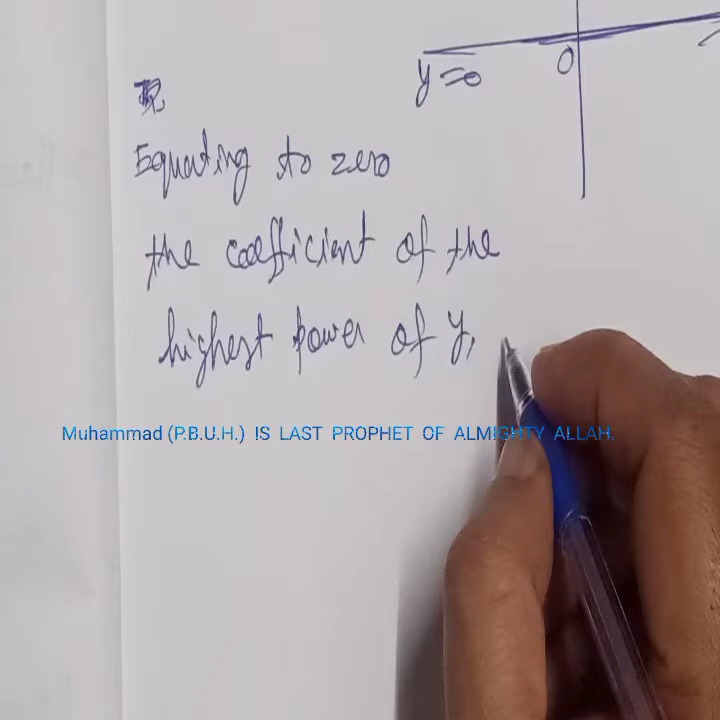 y=0
0
Equating to zero
the coefficient of the
highest power of y,
Muhammad (P.B.U.H.) IS LAST PROPHET OF ALMIGHTY ALLAH.